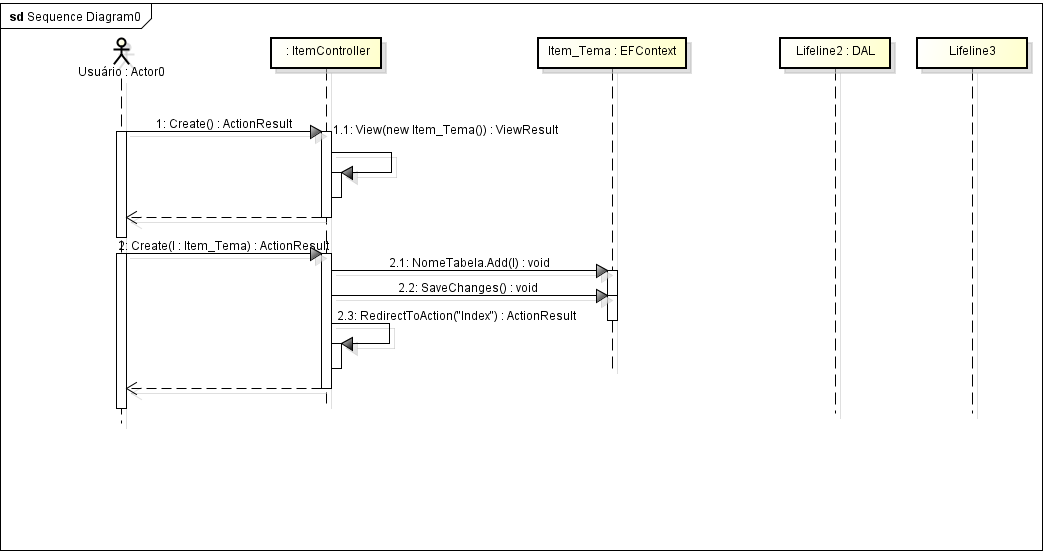 sd Sequence Diagram0
Usuário : Actor0
: ItemController
Item_Tema : EFContext
Lifeline2 : DAL
Lifeline3
1: Create() : ActionResult
1.1: View(new Item_Tema()) : ViewResult
2: Create(I : Item_Tema) : ActionResult
2.1: NomeTabela.Add(I) : void
2.2: SaveChanges() : void
2.3: RedirectToAction("Index") : ActionResult